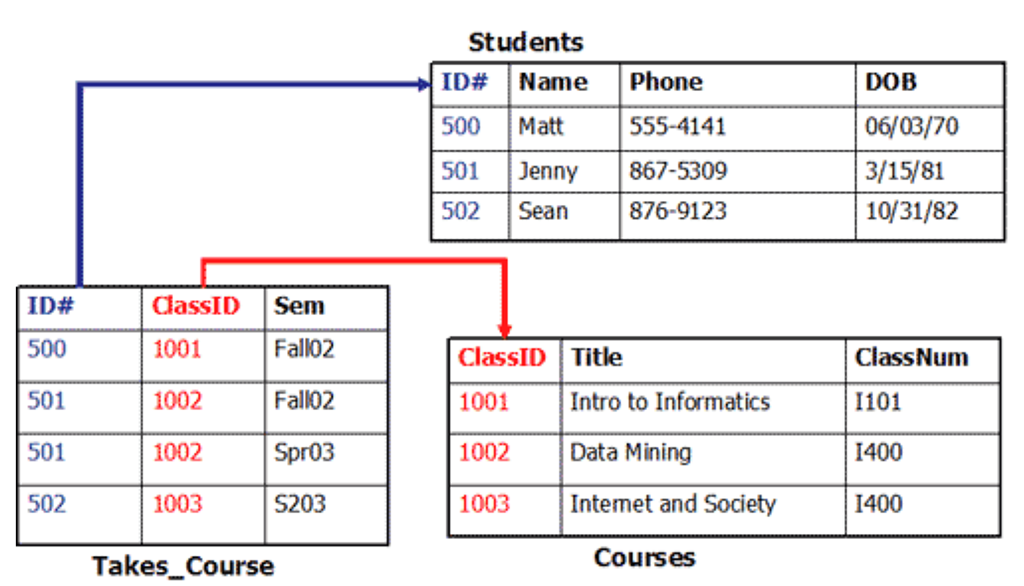 Students
ID# Name Phone DOB
500 Matt 555-4141 06/03/70
501 Jenny 867-5309 3/15/81
502 Sean 876-9123 10/31/82
ID# ClassID Sem
500 1001 Fall02
501 1002 Fall02
501 1002 Spr03
502 1003 S203
Takes_Course
ClassID Title ClassNum
1001 Intro to Informatics I101
1002 Data Mining I400
1003 Internet and Society I400
Courses